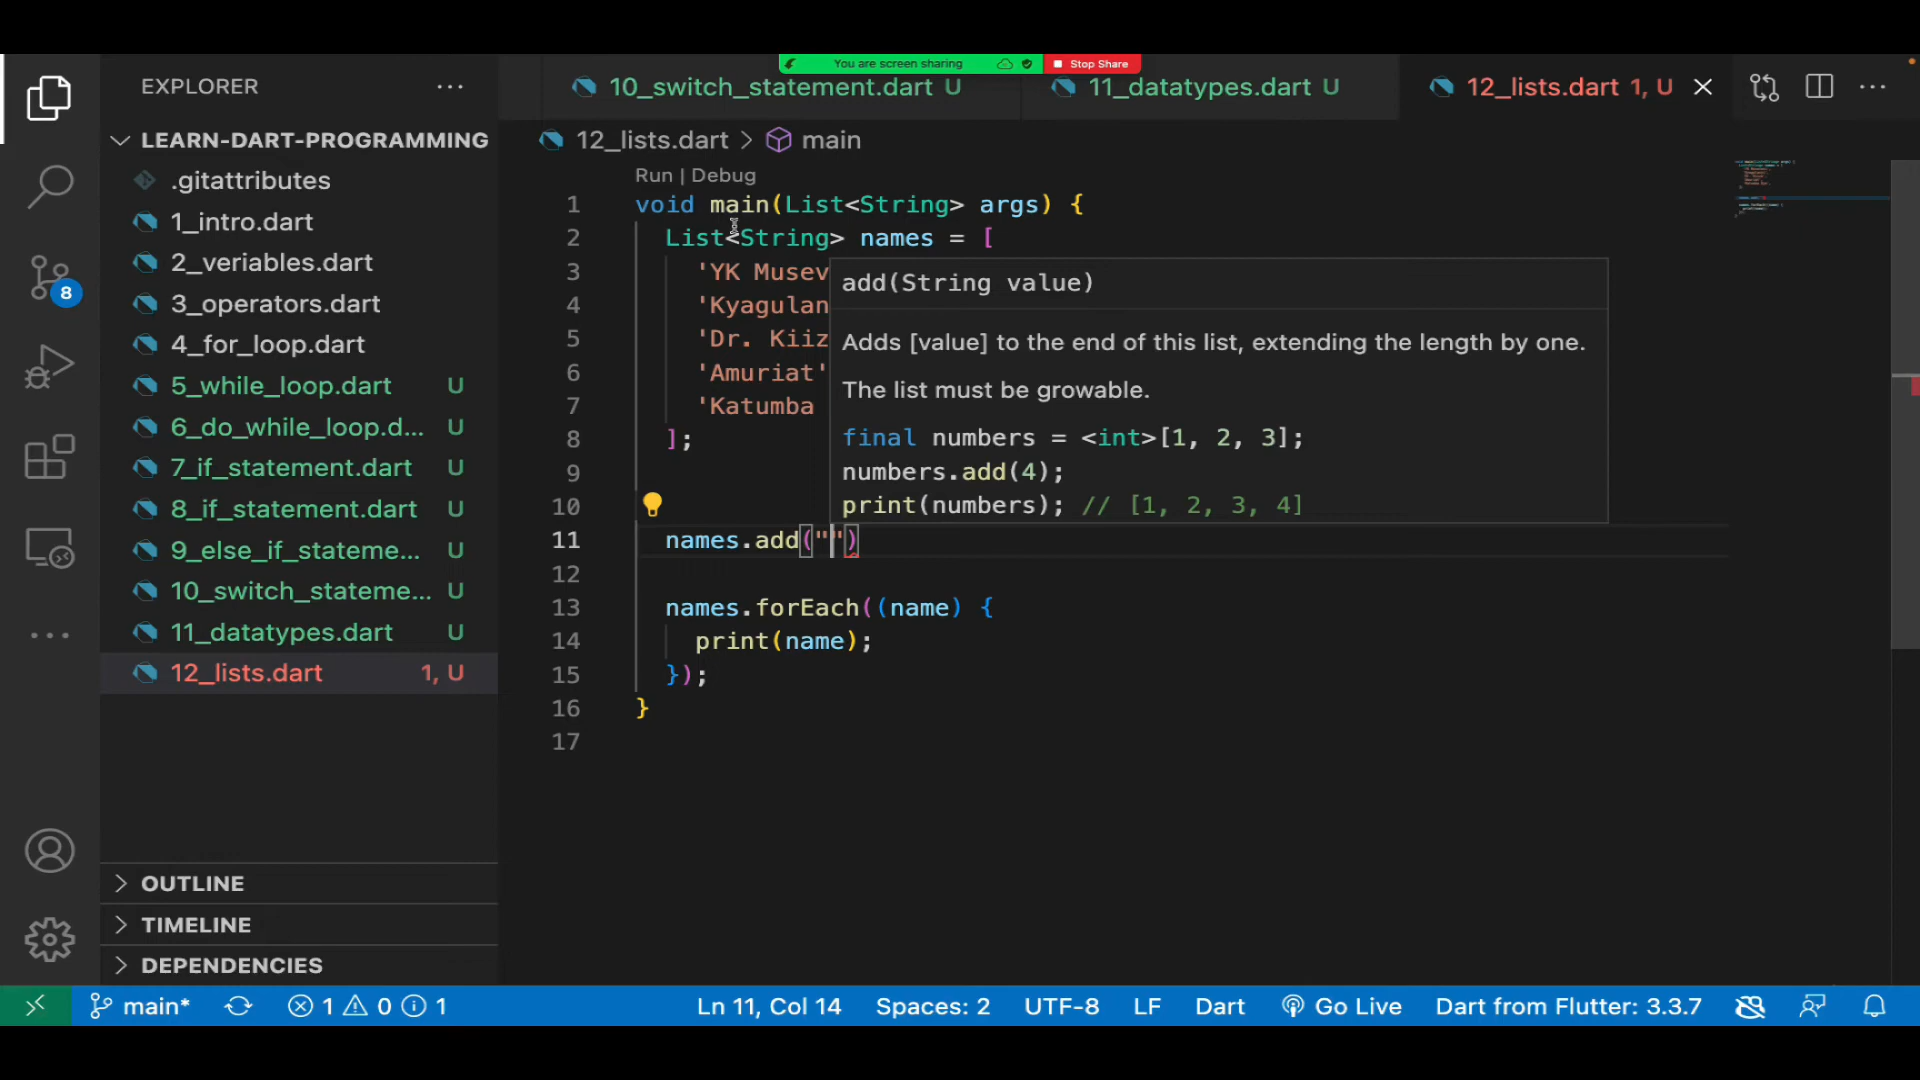 You are screen sharing
Stop Share
EXPLORER
10_switch_statement.dart U
11_datatypes.dart U
12_lists.dart 1, U
LEARN-DART-PROGRAMMING
.gitattributes
1_intro.dart
2_veriables.dart
3_operators.dart
4_for_loop.dart
5_while_loop.dart U
6_do_while_loop.d... U
7_if_statement.dart U
8_if_statement.dart U
9_else_if_stateme... U
10_switch_stateme... U
11_datatypes.dart U
12_lists.dart 1, U
OUTLINE
TIMELINE
DEPENDENCIES
12_lists.dart > main
Run | Debug
1 void main(List<String> args) {
2 List<String> names = [
3 'YK Musev
4 'Kyagulan
5 'Dr. Kiiz
6 'Amuriat'
7 'Katumba
8 ];
9
10
11 names.add("")
12
13 names.forEach((name) {
14 print(name);
15 });
16 }
17
add(String value)
Adds [value] to the end of this list, extending the length by one.
The list must be growable.
final numbers = <int>[1, 2, 3];
numbers.add(4);
print(numbers); // [1, 2, 3, 4]
8
main* 1 0 1 Ln 11, Col 14 Spaces: 2 UTF-8 LF Dart Go Live Dart from Flutter: 3.3.7